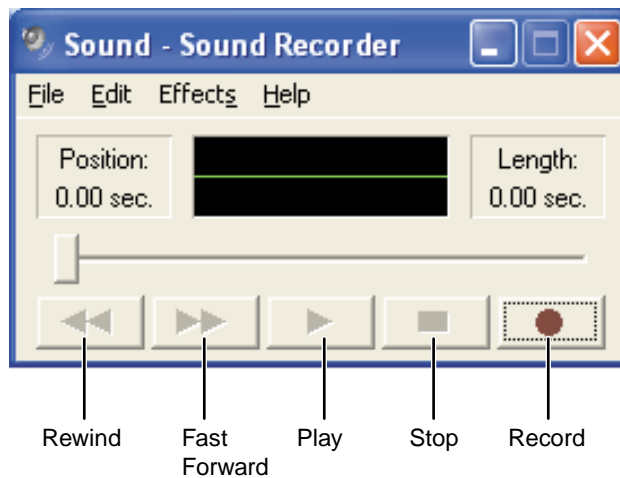 Sound - Sound Recorder
File Edit Effects Help
Position:
0.00 sec.
Length:
0.00 sec.
Rewind
Fast
Forward
Play
Stop
Record